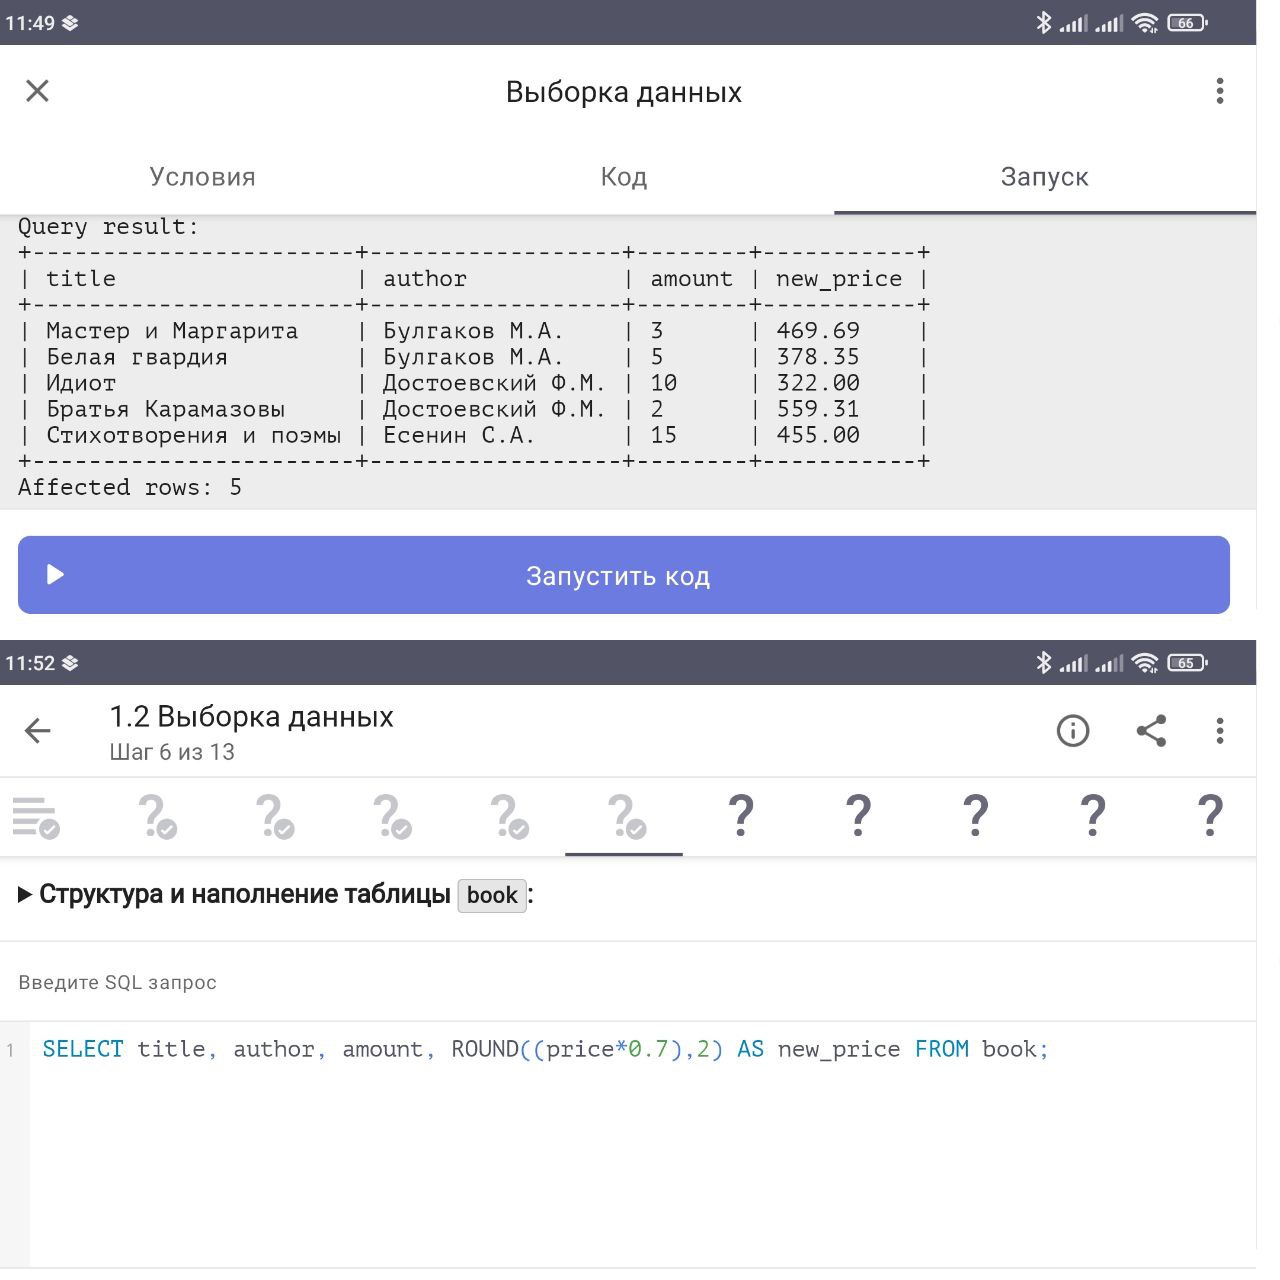 11:49 66
Выборка данных
Условия Код Запуск
Query result:
+-----------------------+------------------+--------+-----------+
| title                 | author           | amount | new_price |
+-----------------------+------------------+--------+-----------+
| Мастер и Маргарита    | Булгаков М.А.    | 3      | 469.69    |
| Белая гвардия         | Булгаков М.А.    | 5      | 378.35    |
| Идиот                 | Достоевский Ф.М. | 10     | 322.00    |
| Братья Карамазовы     | Достоевский Ф.М. | 2      | 559.31    |
| Стихотворения и поэмы | Есенин С.А.      | 15     | 455.00    |
+-----------------------+------------------+--------+-----------+
Affected rows: 5
Запустить код
11:52 65
1.2 Выборка данных
Шаг 6 из 13
? ? ? ? ? ? ? ? ? ?
Структура и наполнение таблицы book:
Введите SQL запрос
1 SELECT title, author, amount, ROUND((price*0.7),2) AS new_price FROM book;